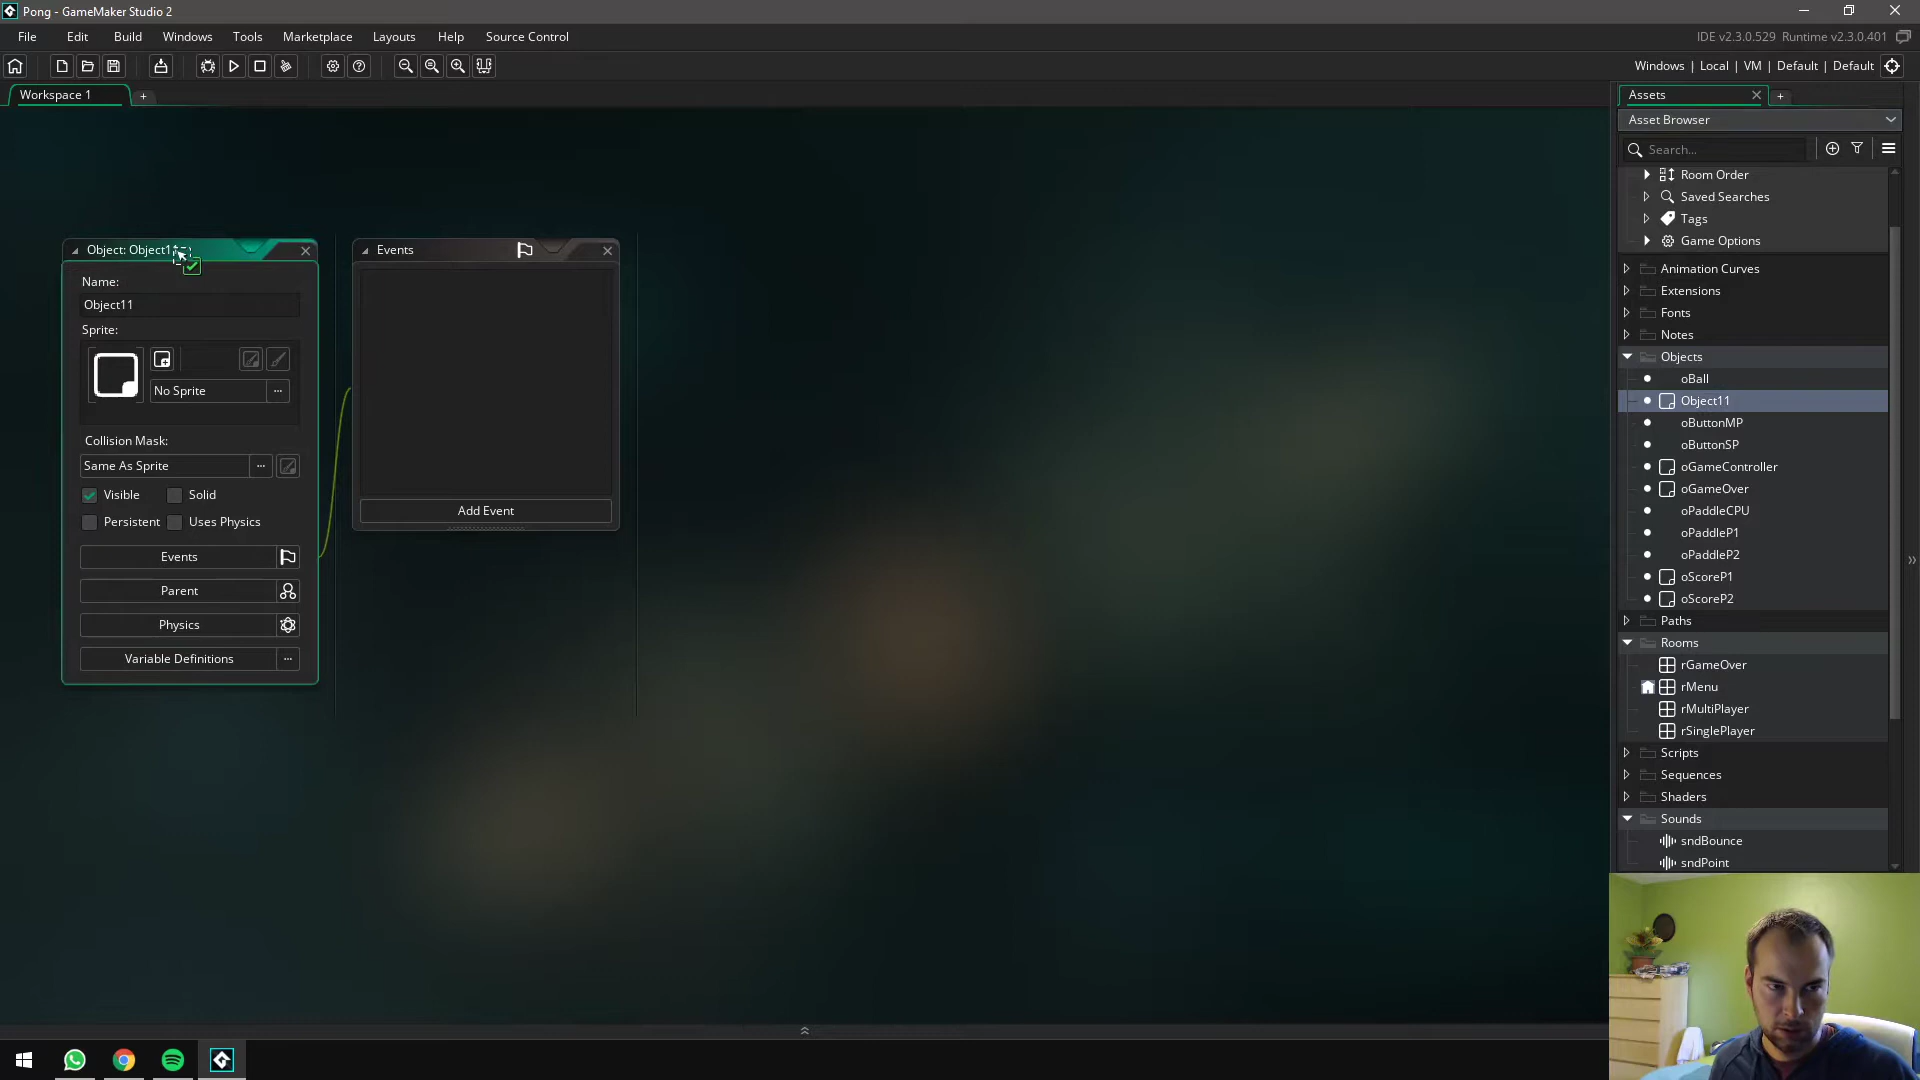 Pong - GameMaker Studio 2
File Edit Build Windows Tools Marketplace Layouts Help Source Control
IDE v2.3.0.529 Runtime v2.3.0.401
Windows | Local | VM | Default | Default
Workspace 1
Assets
Asset Browser
Search...
Room Order
Saved Searches
Tags
Game Options
Animation Curves
Extensions
Fonts
Notes
Objects
oBall
Object11
oButtonMP
oButtonSP
oGameController
oGameOver
oPaddleCPU
oPaddleP1
oPaddleP2
oScoreP1
oScoreP2
Paths
Rooms
rGameOver
rMenu
rMultiPlayer
rSinglePlayer
Scripts
Sequences
Shaders
Sounds
sndBounce
sndPoint
Object: Object11
Name:
Object11
Sprite:
No Sprite
Collision Mask:
Same As Sprite
Visible Solid
Persistent Uses Physics
Events
Parent
Physics
Variable Definitions
Events
Add Event